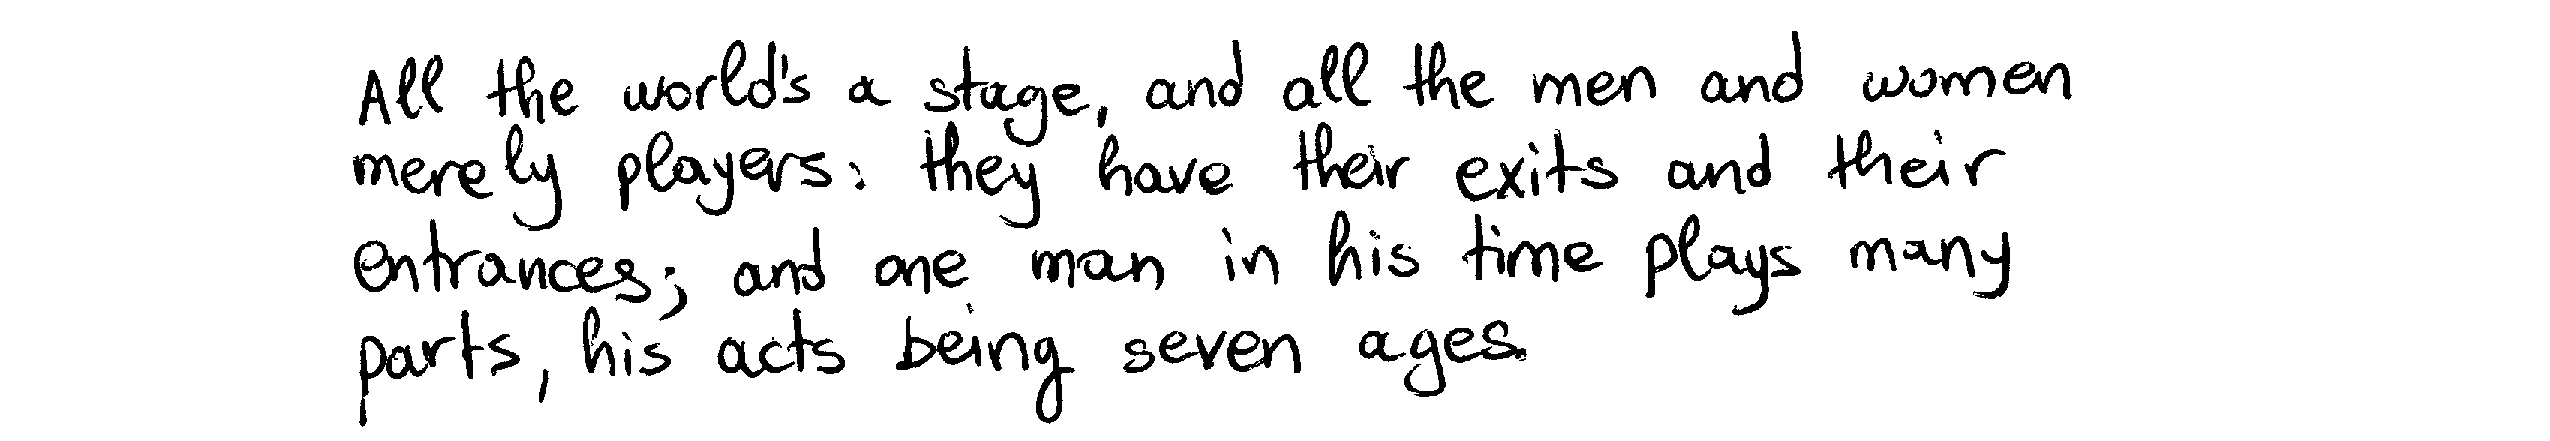 All the world's a stage, and all the men and women
merely players: they have their exits and their
entrances; and one man in his time plays many
parts, his acts being seven ages.